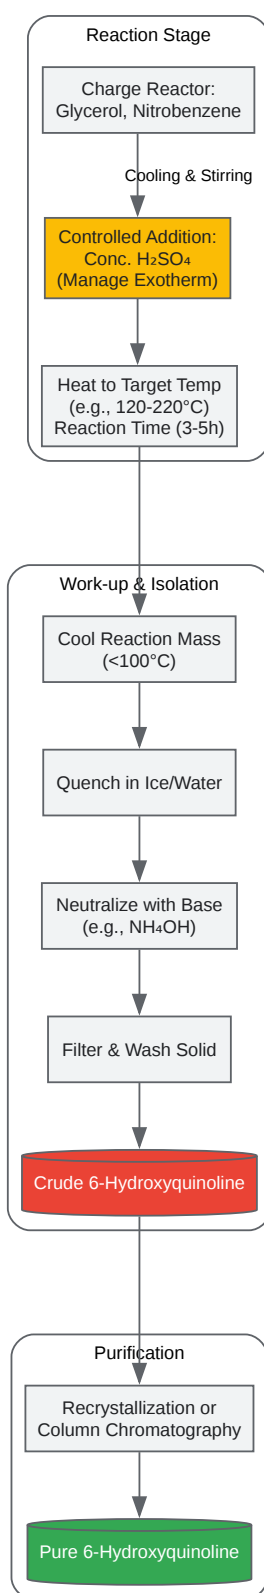 Reaction Stage
Charge Reactor:
Glycerol, Nitrobenzene
Cooling & Stirring
Controlled Addition:
Conc. H₂SO₄
(Manage Exotherm)
Heat to Target Temp
(e.g., 120-220°C)
Reaction Time (3-5h)
Work-up & Isolation
Cool Reaction Mass
(<100°C)
Quench in Ice/Water
Neutralize with Base
(e.g., NH₄OH)
Filter & Wash Solid
Crude 6-Hydroxyquinoline
Purification
Recrystallization or
Column Chromatography
Pure 6-Hydroxyquinoline